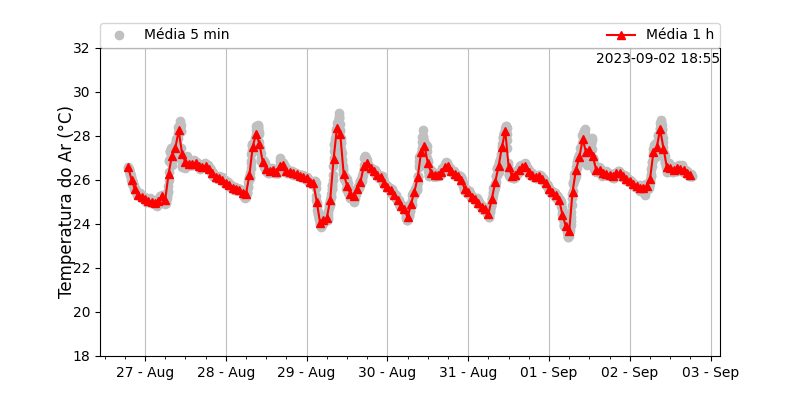 Média 5 min
Média 1 h
2023-09-02 18:55
Temperatura do Ar (°C)
32
30
28
26
24
22
20
18
27 - Aug
28 - Aug
29 - Aug
30 - Aug
31 - Aug
01 - Sep
02 - Sep
03 - Sep